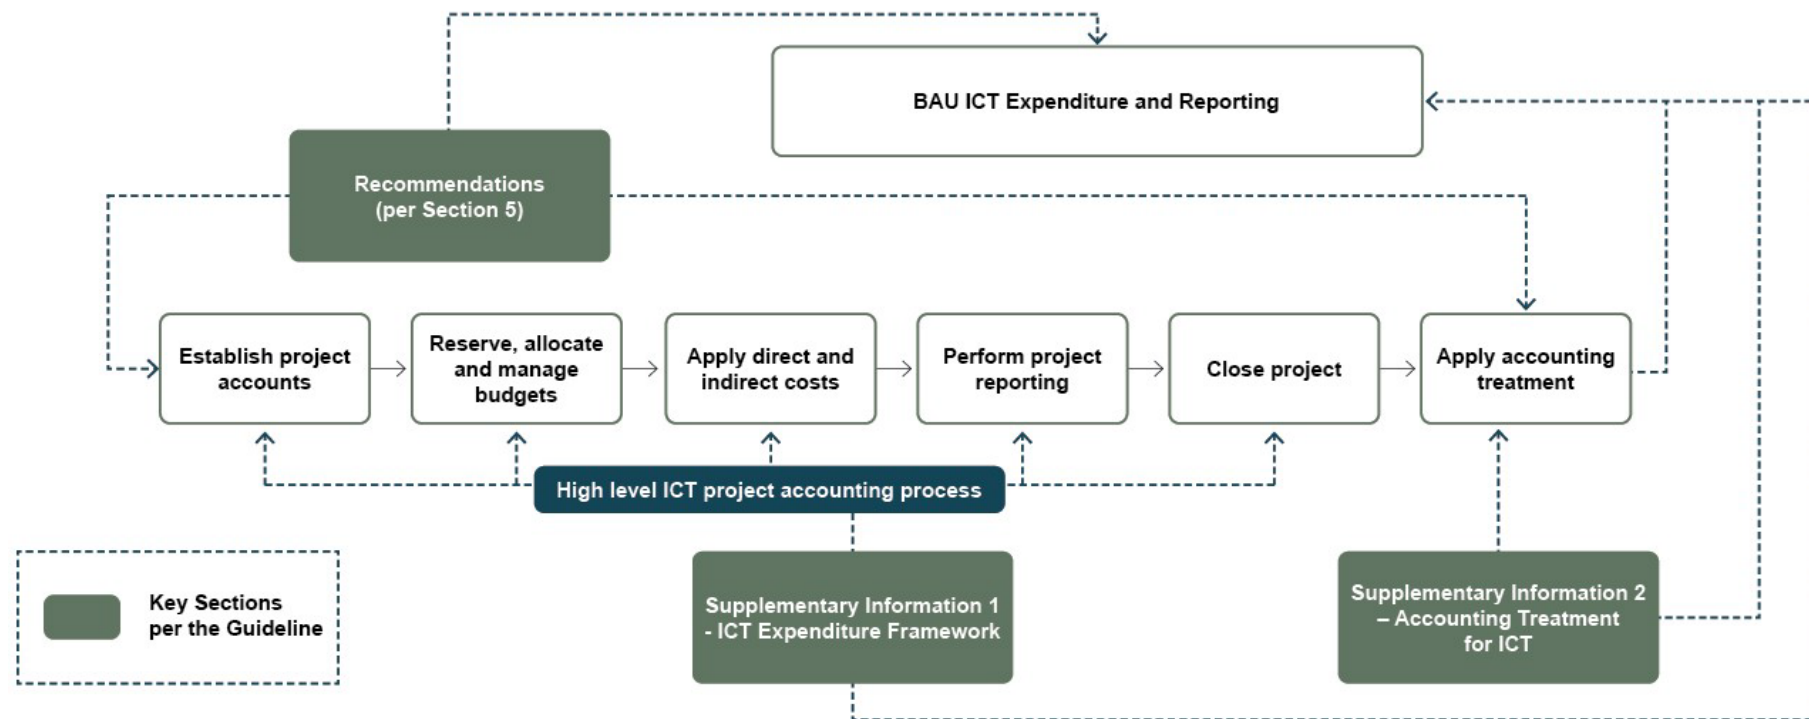 BAU ICT Expenditure and Reporting
Recommendations
(per Section 5)
Establish project
accounts
Reserve, allocate
and manage
budgets
Apply direct and
indirect costs
Perform project
reporting
Close project
Apply accounting
treatment
High level ICT project accounting process
Key Sections
per the Guideline
Supplementary Information 1
- ICT Expenditure Framework
Supplementary Information 2
– Accounting Treatment
for ICT